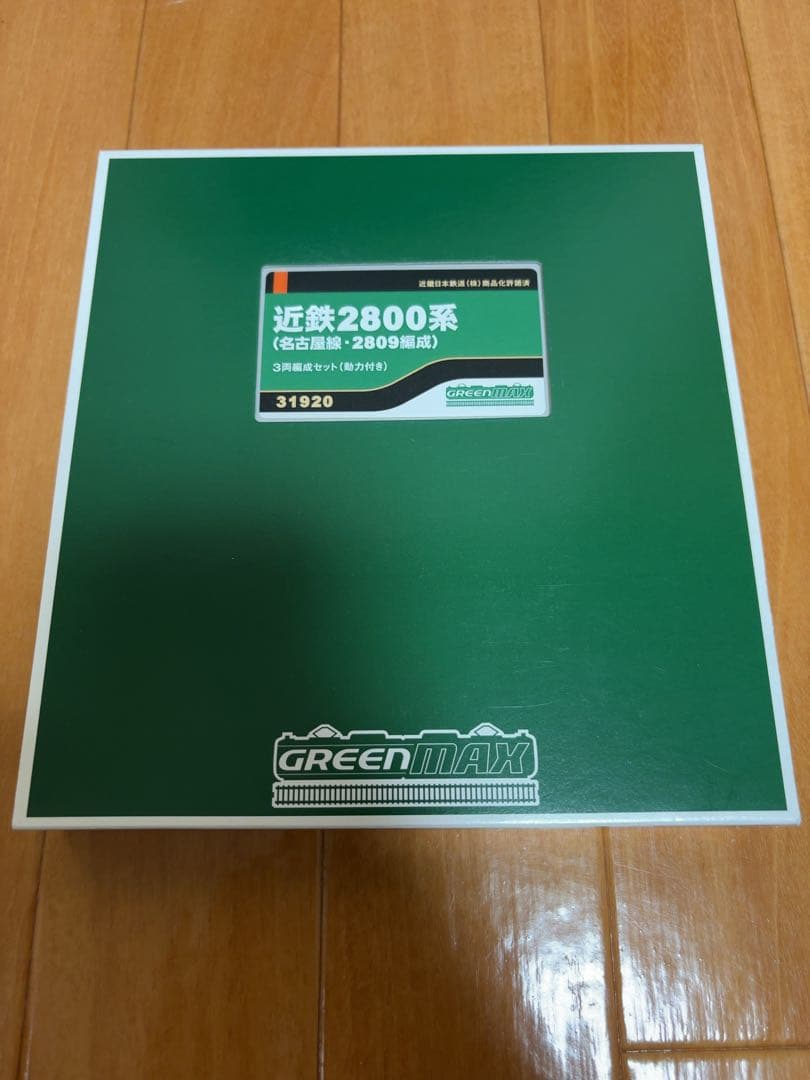 近畿日本鉄道(株)商品化許諾済
近鉄2800系
(名古屋線・2809編成)
3両編成セット(動力付き)
31920
GREENMAX
GREENMAX